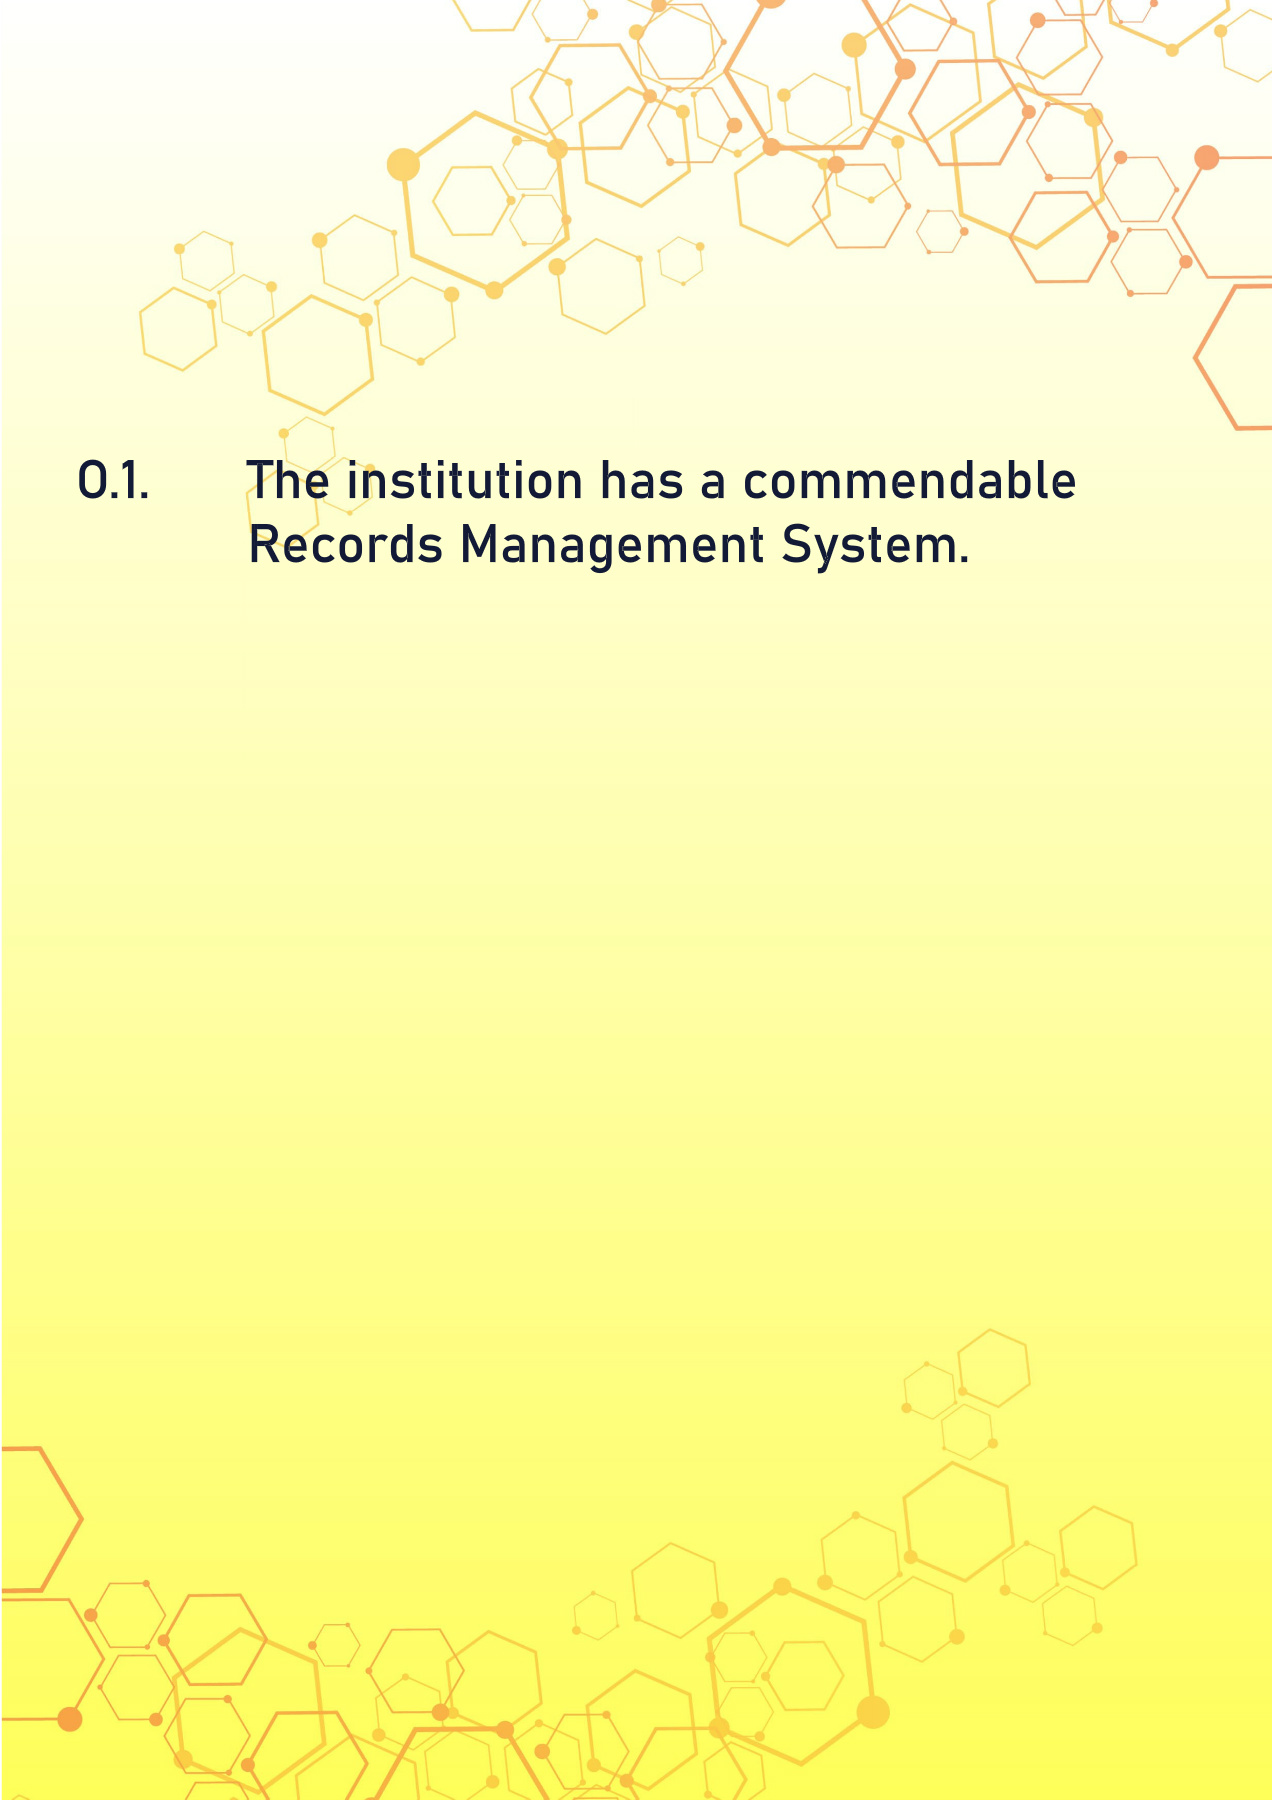 O.1. The institution has a commendable
Records Management System.